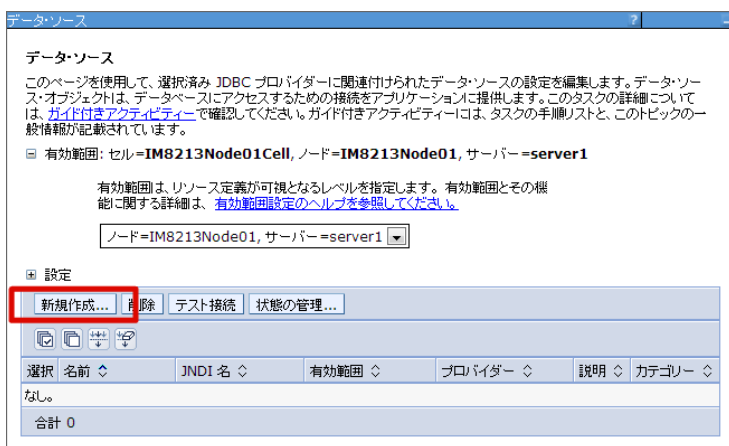 データ・ソース ? -
データ・ソース
このページを使用して、選択済み JDBC プロバイダーに関連付けられたデータ・ソースの設定を編集します。データ・ソー
ス・オブジェクトは、データベースにアクセスするための接続をアプリケーションに提供します。このタスクの詳細について
は、ガイド付きアクティビティーで確認してください。ガイド付きアクティビティーには、タスクの手順リストと、このトピックの一
般情報が記載されています。
有効範囲: セル=IM8213Node01Cell, ノード=IM8213Node01, サーバー=server1
有効範囲は、リソース定義が可視となるレベルを指定します。有効範囲とその機
能に関する詳細は、有効範囲設定のヘルプを参照してください。
ノード=IM8213Node01, サーバー=server1
設定
新規作成... 削除 テスト接続 状態の管理...
選択 名前 JNDI 名 有効範囲 プロバイダー 説明 カテゴリー
なし。
合計 0